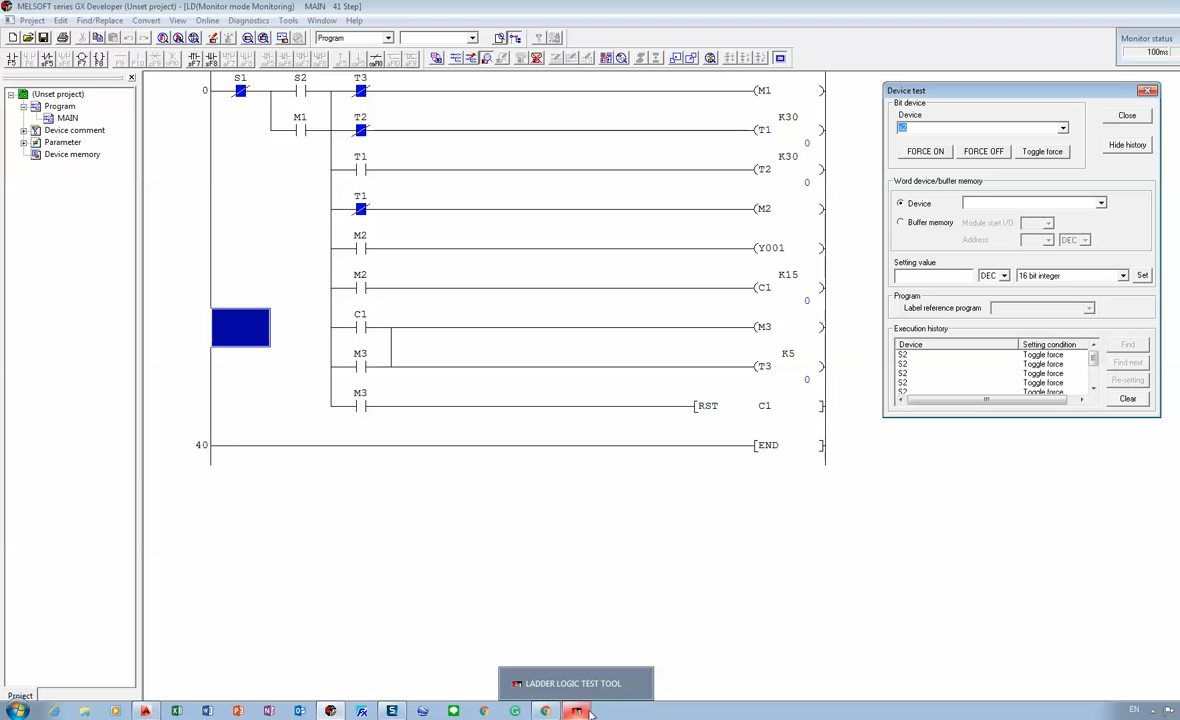 MELSOFT series GX Developer (Unset project) - [LD(Monitor mode Monitoring)    MAIN    41 Step]
Project Edit Find/Replace Convert View Online Diagnostics Tools Window Help
Program
Monitor status
100ms
(Unset project)
Program
MAIN
Device comment
Parameter
Device memory
Project
0 S1 S2 T3 M1
M1 T2 K30 T1 0
T1 K30 T2 0
T1 M2
M2 Y001
M2 K15 C1 0
C1 M3
M3 K5 T3 0
M3 RST C1
40 END
Device test
Bit device
Device
s2
Close
FORCE ON FORCE OFF Toggle force
Hide history
Word device/buffer memory
Device
Buffer memory Module start I/O
Address DEC
Setting value
DEC 16 bit integer Set
Program
Label reference program
Execution history
Device Setting condition Find
S2 Toggle force
S2 Toggle force Find next
S2 Toggle force
S2 Toggle force Re-setting
S2 Toggle force
Clear
LADDER LOGIC TEST TOOL
EN